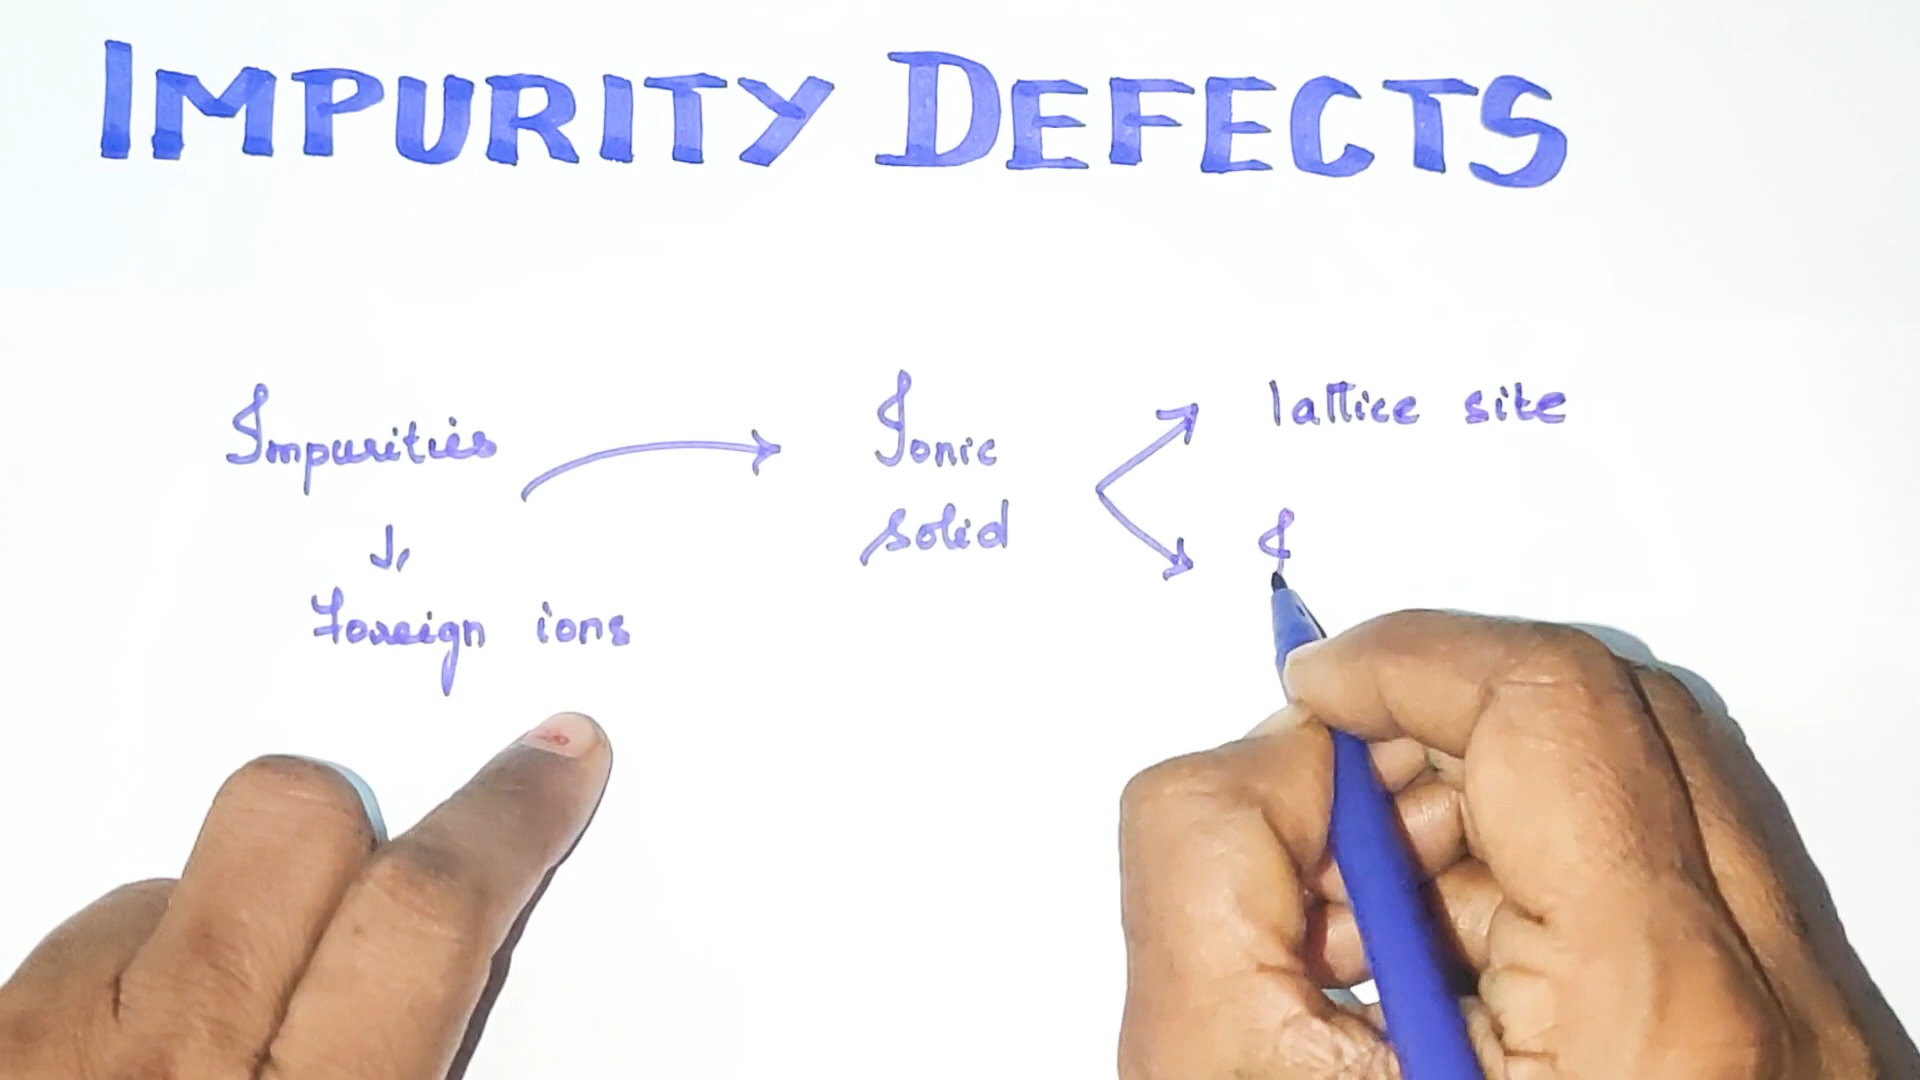 IMPURITY DEFECTS
Impurities
Ionic
solid
lattice site
Foreign ions